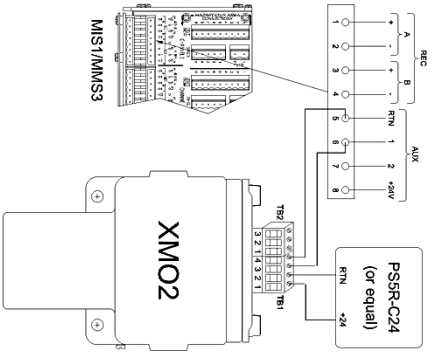 MIS1/MMS3
REC
A
B
+
-
+
-
1
2
3
4
5
6
7
8
RTN
1
2
+24V
AUX
XMO2
TB2
3 2 1 4 3 2 1
TB1
PS5R-C24
(or equal)
RTN
+24